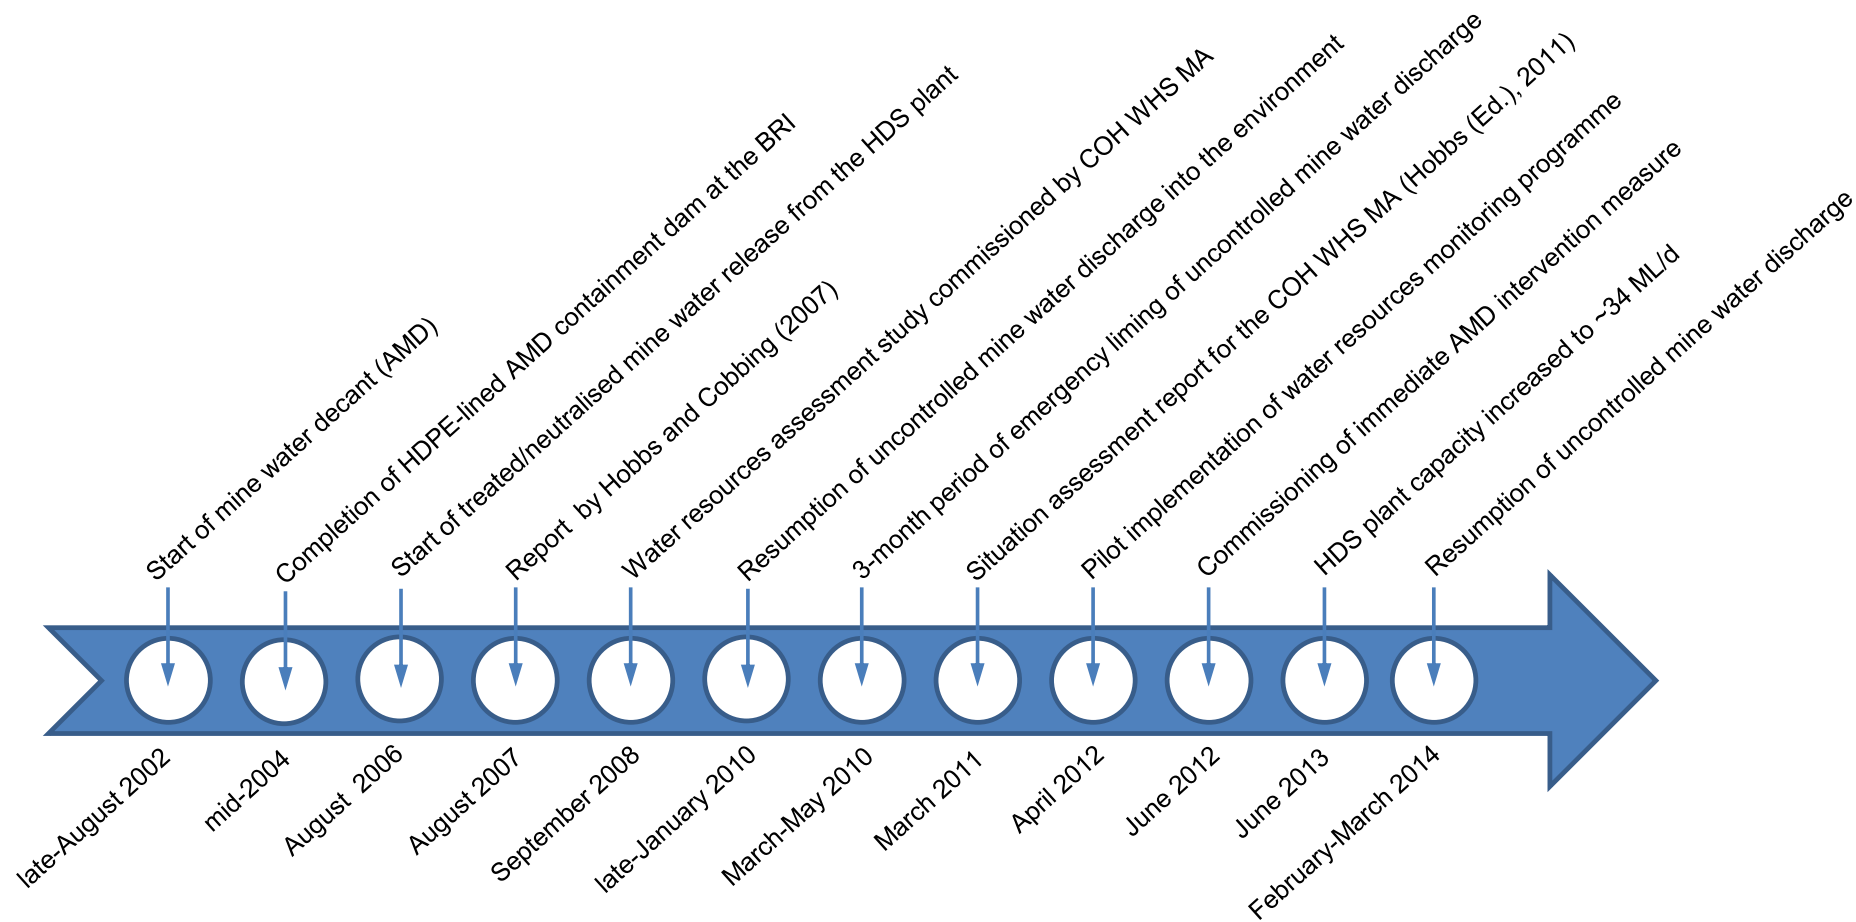 Start of mine water decant (AMD)
Completion of HDPE-lined AMD containment dam at the BRI
Start of treated/neutralised mine water release from the HDS plant
Report by Hobbs and Cobbing (2007)
Water resources assessment study commissioned by COH WHS MA
Resumption of uncontrolled mine water discharge into the environment
3-month period of emergency liming of uncontrolled mine water discharge
Situation assessment report for the COH WHS MA (Hobbs (Ed.), 2011)
Pilot implementation of water resources monitoring programme
Commissioning of immediate AMD intervention measure
HDS plant capacity increased to ~34 ML/d
Resumption of uncontrolled mine water discharge
late-August 2002
mid-2004
August 2006
August 2007
September 2008
late-January 2010
March-May 2010
March 2011
April 2012
June 2012
June 2013
February-March 2014